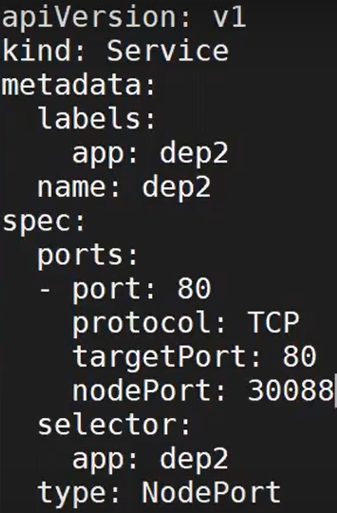 apiVersion: v1
kind: Service
metadata:
  labels:
    app: dep2
  name: dep2
spec:
  ports:
  - port: 80
    protocol: TCP
    targetPort: 80
    nodePort: 30088
  selector:
    app: dep2
  type: NodePort